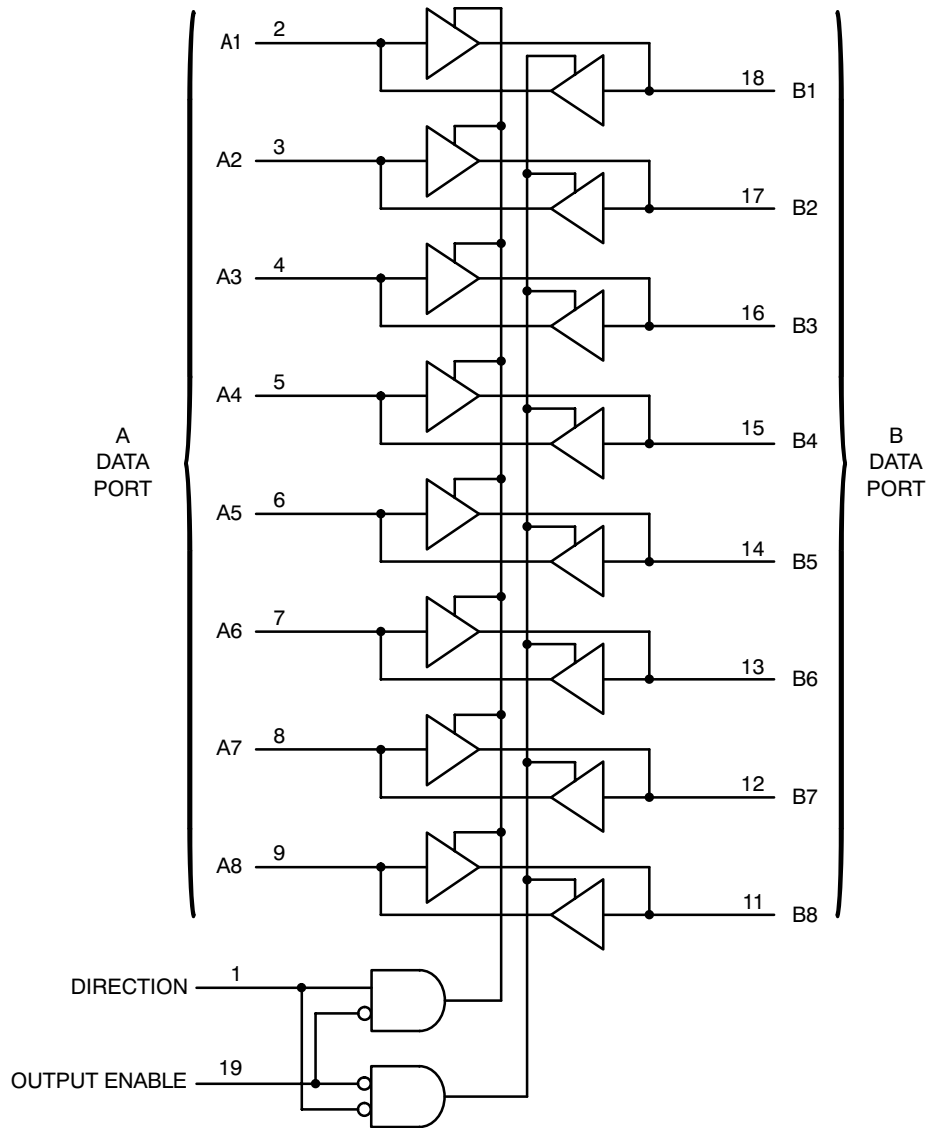 A1 2
18 B1
A2 3
17 B2
A3 4
16 B3
A4 5
15 B4
A
DATA
PORT
B
DATA
PORT
A5 6
14 B5
A6 7
13 B6
A7 8
12 B7
A8 9
11 B8
DIRECTION 1
OUTPUT ENABLE 19